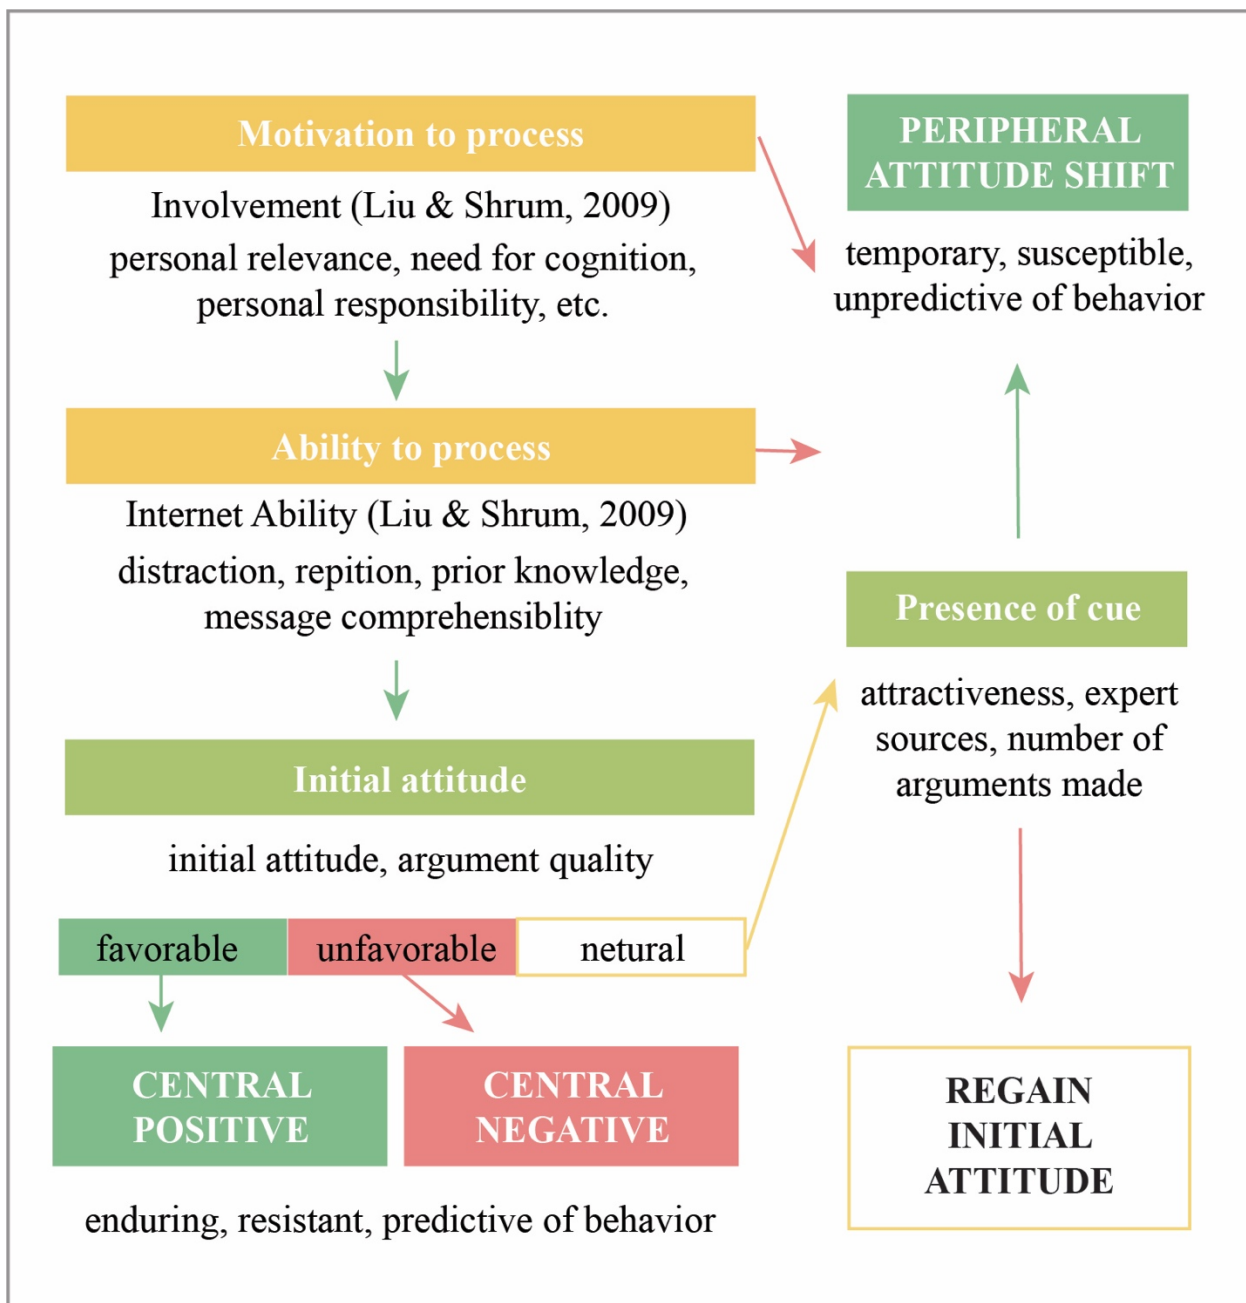 Motivation to process
Involvement (Liu & Shrum, 2009)
personal relevance, need for cognition,
personal responsibility, etc.
Ability to process
Internet Ability (Liu & Shrum, 2009)
distraction, repition, prior knowledge,
message comprehensiblity
Initial attitude
initial attitude, argument quality
favorable
unfavorable
netural
CENTRAL
POSITIVE
CENTRAL
NEGATIVE
enduring, resistant, predictive of behavior
PERIPHERAL
ATTITUDE SHIFT
temporary, susceptible,
unpredictive of behavior
Presence of cue
attractiveness, expert
sources, number of
arguments made
REGAIN
INITIAL
ATTITUDE